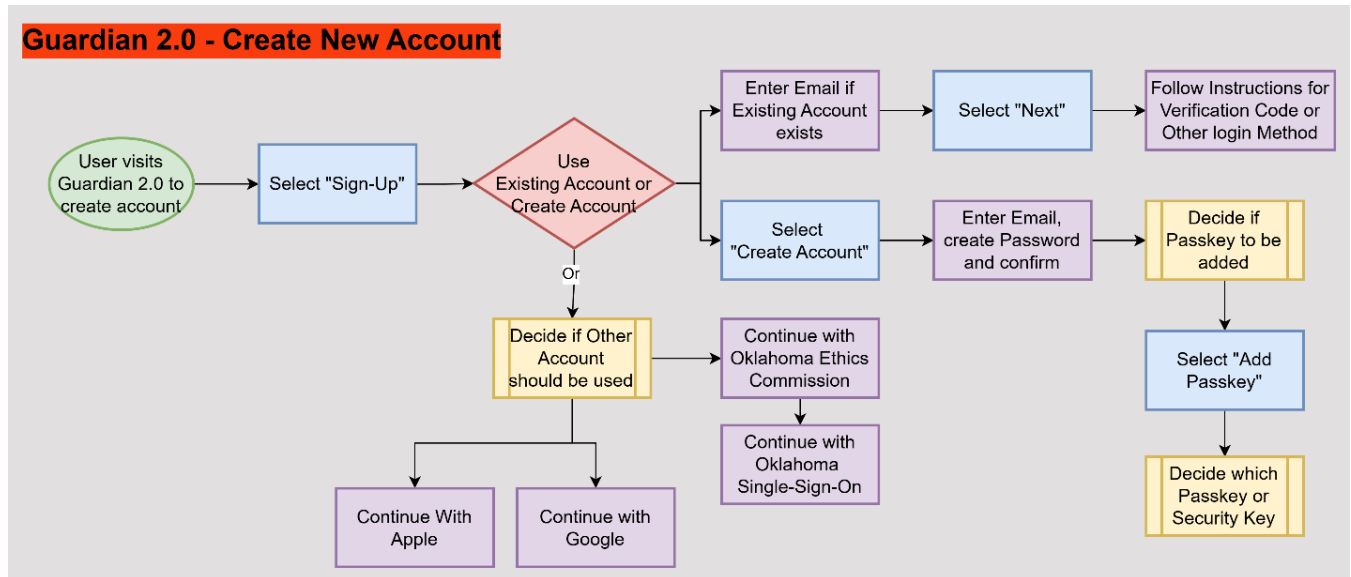 Guardian 2.0 - Create New Account
User visits
Guardian 2.0 to
create account
Select "Sign-Up"
Use
Existing Account or
Create Account
Enter Email if
Existing Account
exists
Select "Next"
Follow Instructions for
Verification Code or
Other login Method
Select
"Create Account"
Enter Email,
create Password
and confirm
Decide if
Passkey to be
added
Select "Add
Passkey"
Decide which
Passkey or
Security Key
Or
Decide if Other
Account
should be used
Continue with
Oklahoma Ethics
Commission
Continue with
Oklahoma
Single-Sign-On
Continue With
Apple
Continue with
Google